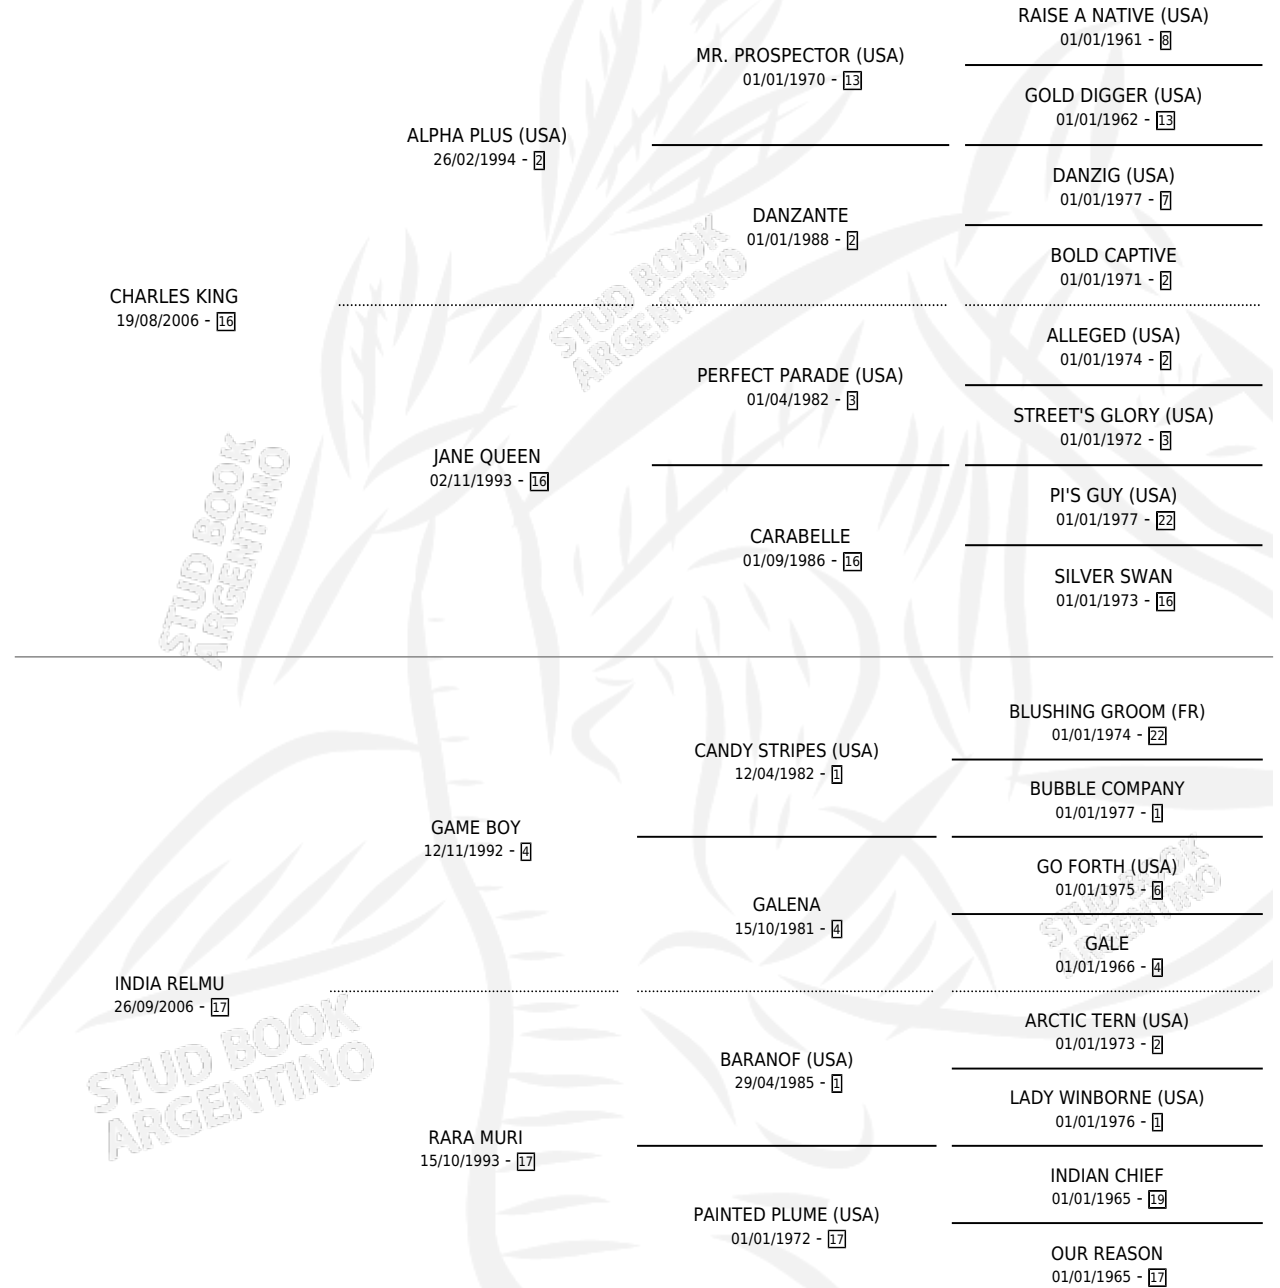 RAISE A NATIVE (USA)
01/01/1961 - 8
MR. PROSPECTOR (USA)
01/01/1970 - 13
GOLD DIGGER (USA)
01/01/1962 - 13
ALPHA PLUS (USA)
26/02/1994 - 2
DANZIG (USA)
01/01/1977 - 7
DANZANTE
01/01/1988 - 2
BOLD CAPTIVE
01/01/1971 - 2
CHARLES KING
19/08/2006 - 16
STUD BOOK
ARGENTINO
ALLEGED (USA)
01/01/1974 - 2
PERFECT PARADE (USA)
01/04/1982 - 3
STREET'S GLORY (USA)
01/01/1972 - 3
JANE QUEEN
02/11/1993 - 16
PI'S GUY (USA)
01/01/1977 - 22
CARABELLE
01/09/1986 - 16
SILVER SWAN
01/01/1973 - 16
STUD BOOK
ARGENTINO
BLUSHING GROOM (FR)
01/01/1974 - 22
CANDY STRIPES (USA)
12/04/1982 - 1
BUBBLE COMPANY
01/01/1977 - 1
GAME BOY
12/11/1992 - 4
GO FORTH (USA)
01/01/1975 - 6
GALENA
15/10/1981 - 4
STUD BOOK
ARGENTINO
GALE
01/01/1966 - 4
INDIA RELMU
26/09/2006 - 17
ARCTIC TERN (USA)
01/01/1973 - 2
STUD BOOK
ARGENTINO
BARANOF (USA)
29/04/1985 - 1
LADY WINBORNE (USA)
01/01/1976 - 1
RARA MURI
15/10/1993 - 17
INDIAN CHIEF
01/01/1965 - 19
PAINTED PLUME (USA)
01/01/1972 - 17
OUR REASON
01/01/1965 - 17